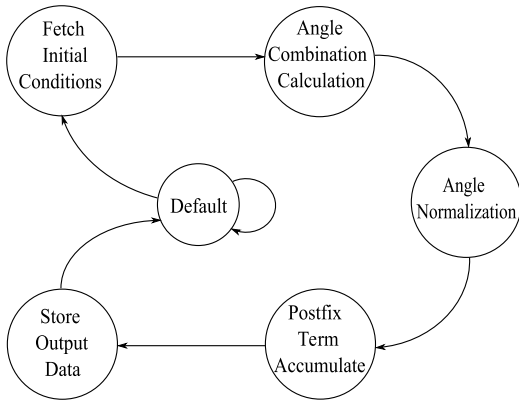 Fetch
Initial
Conditions
Angle
Combination
Calculation
Angle
Normalization
Default
Store
Output
Data
Postfix
Term
Accumulate